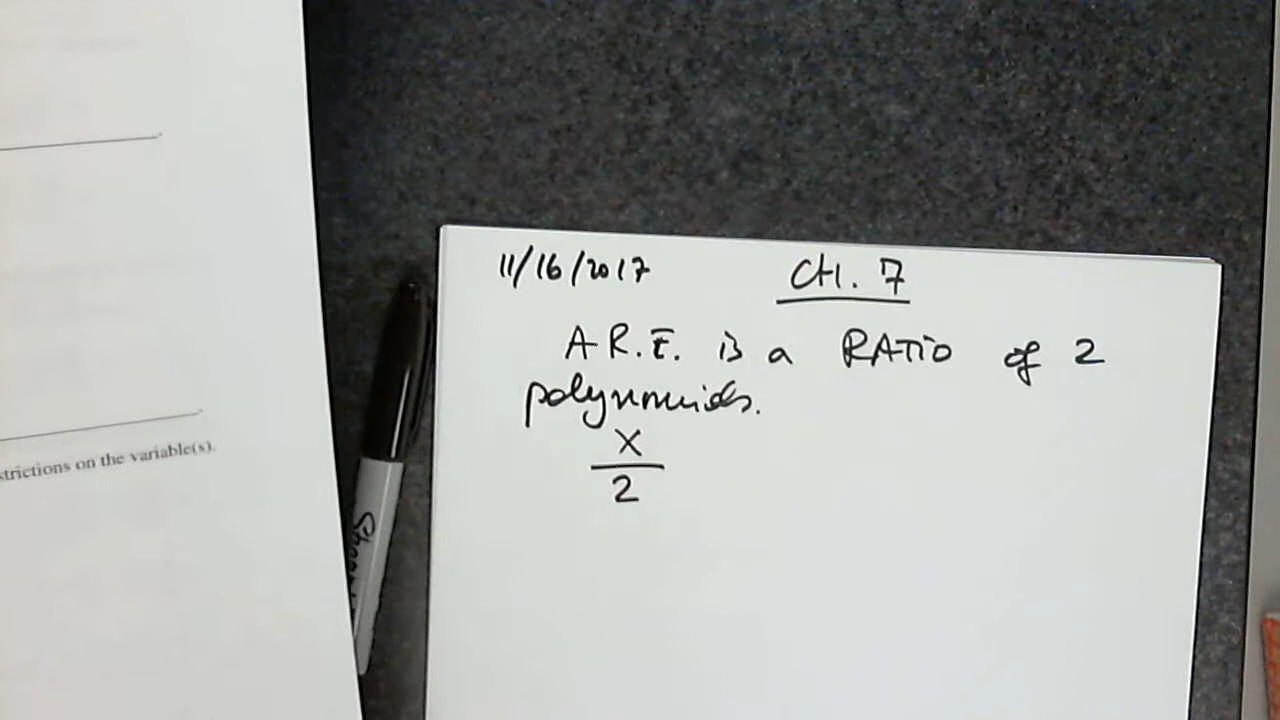 strictions on the variable(s).
11/16/2017 CH. 7
A R.E. is a RATIO of 2
polynomials.
X
2